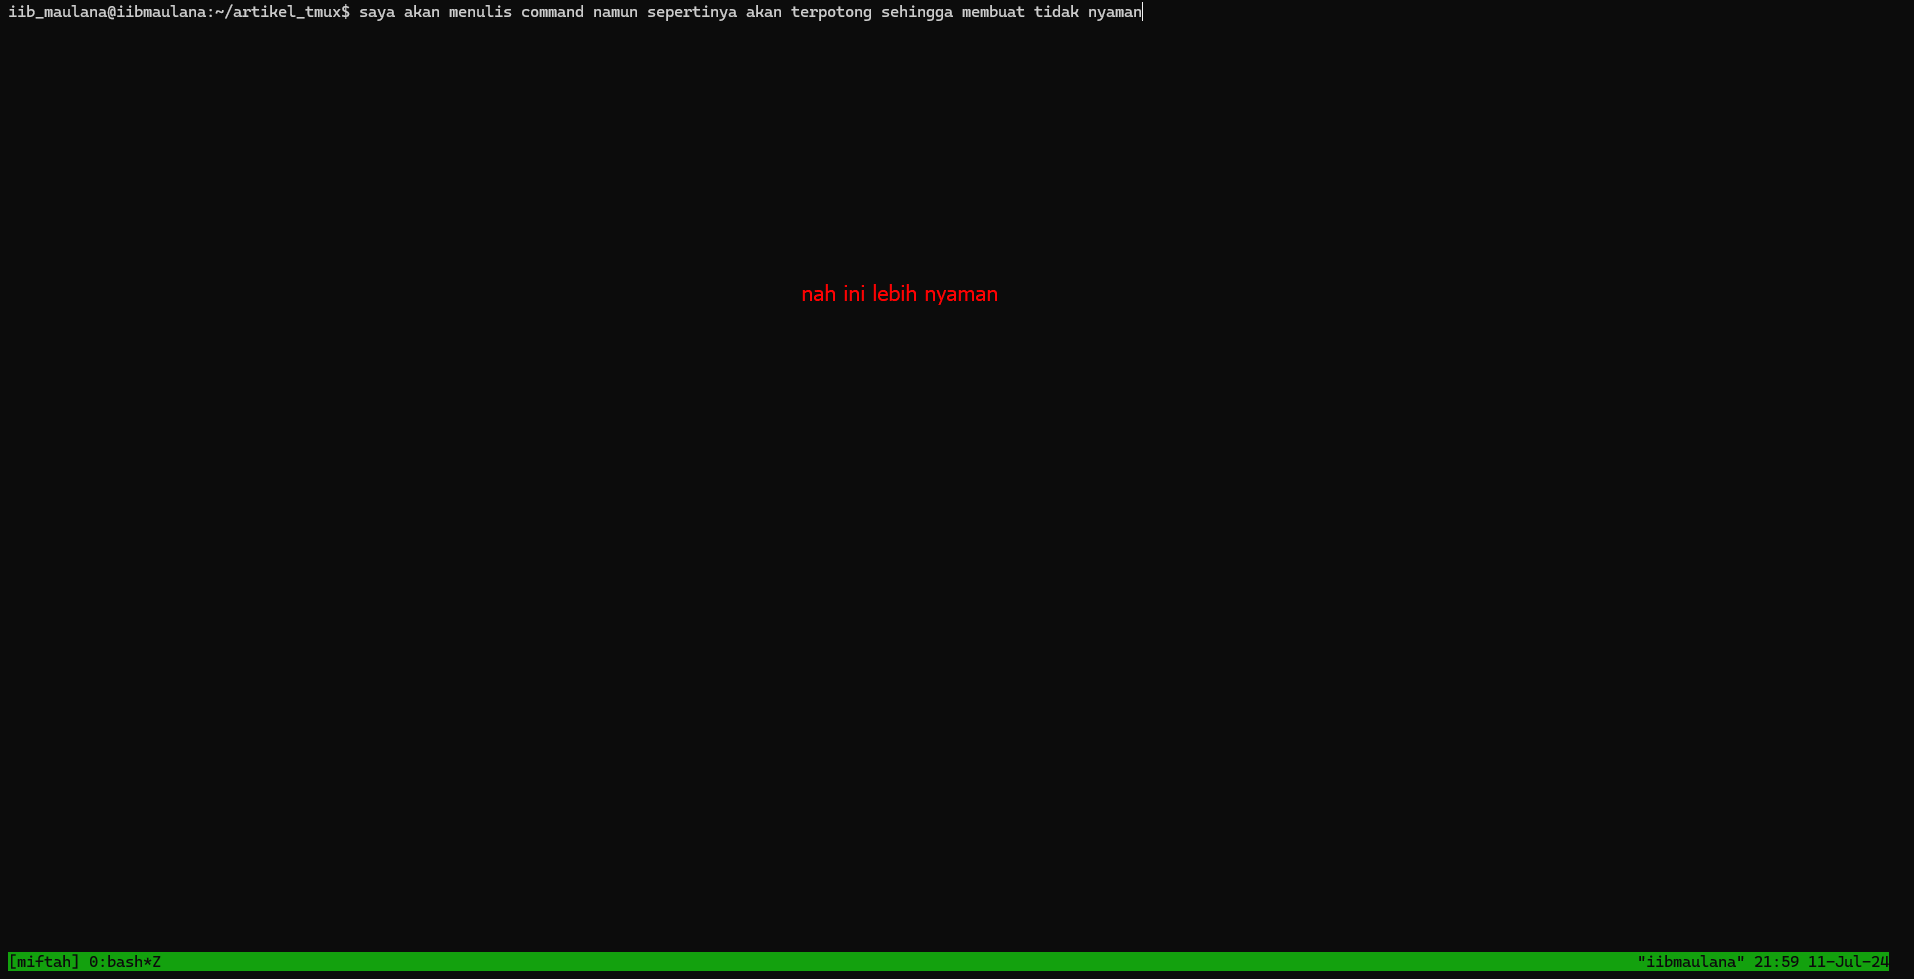 iib_maulana@iibmaulana:~/artikel_tmux$ saya akan menulis command namun sepertinya akan terpotong sehingga membuat tidak nyaman
nah ini lebih nyaman
[miftah] 0:bash*Z "iibmaulana" 21:59 11-Jul-24